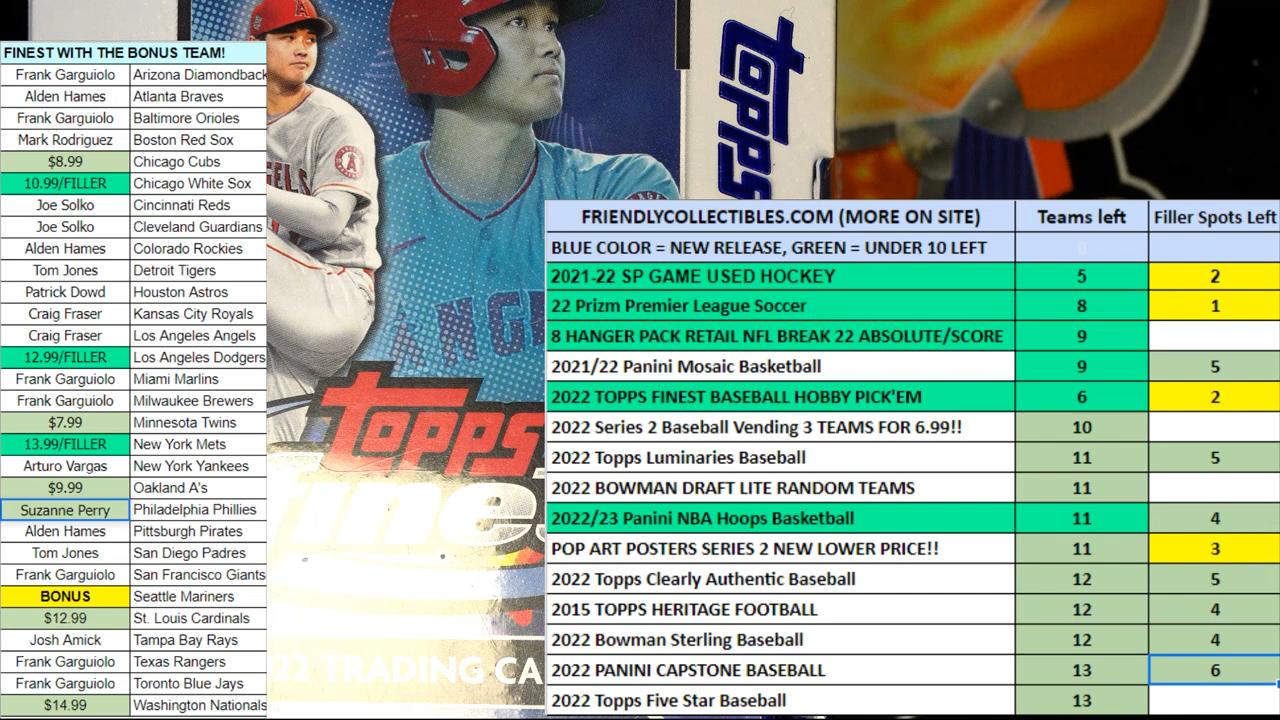 FINEST WITH THE BONUS TEAM!
Frank Garguiolo Arizona Diamondback
Alden Hames Atlanta Braves
Frank Garguiolo Baltimore Orioles
Mark Rodriguez Boston Red Sox
$8.99 Chicago Cubs
10.99/FILLER Chicago White Sox
Joe Solko Cincinnati Reds
Joe Solko Cleveland Guardians
Alden Hames Colorado Rockies
Tom Jones Detroit Tigers
Patrick Dowd Houston Astros
Craig Fraser Kansas City Royals
Craig Fraser Los Angeles Angels
12.99/FILLER Los Angeles Dodgers
Frank Garguiolo Miami Marlins
Frank Garguiolo Milwaukee Brewers
$7.99 Minnesota Twins
13.99/FILLER New York Mets
Arturo Vargas New York Yankees
$9.99 Oakland A's
Suzanne Perry Philadelphia Phillies
Alden Hames Pittsburgh Pirates
Tom Jones San Diego Padres
Frank Garguiolo San Francisco Giants
BONUS Seattle Mariners
$12.99 St. Louis Cardinals
Josh Amick Tampa Bay Rays
Frank Garguiolo Texas Rangers
Frank Garguiolo Toronto Blue Jays
$14.99 Washington Nationals
A
GELS
ANGE
Topps
Fines
22 TRADING CA
Topps
FRIENDLYCOLLECTIBLES.COM (MORE ON SITE) Teams left Filler Spots Left
BLUE COLOR = NEW RELEASE, GREEN = UNDER 10 LEFT 0
2021-22 SP GAME USED HOCKEY 5 2
22 Prizm Premier League Soccer 8 1
8 HANGER PACK RETAIL NFL BREAK 22 ABSOLUTE/SCORE 9
2021/22 Panini Mosaic Basketball 9 5
2022 TOPPS FINEST BASEBALL HOBBY PICK'EM 6 2
2022 Series 2 Baseball Vending 3 TEAMS FOR 6.99!! 10
2022 Topps Luminaries Baseball 11 5
2022 BOWMAN DRAFT LITE RANDOM TEAMS 11
2022/23 Panini NBA Hoops Basketball 11 4
POP ART POSTERS SERIES 2 NEW LOWER PRICE!! 11 3
2022 Topps Clearly Authentic Baseball 12 5
2015 TOPPS HERITAGE FOOTBALL 12 4
2022 Bowman Sterling Baseball 12 4
2022 PANINI CAPSTONE BASEBALL 13 6
2022 Topps Five Star Baseball 13